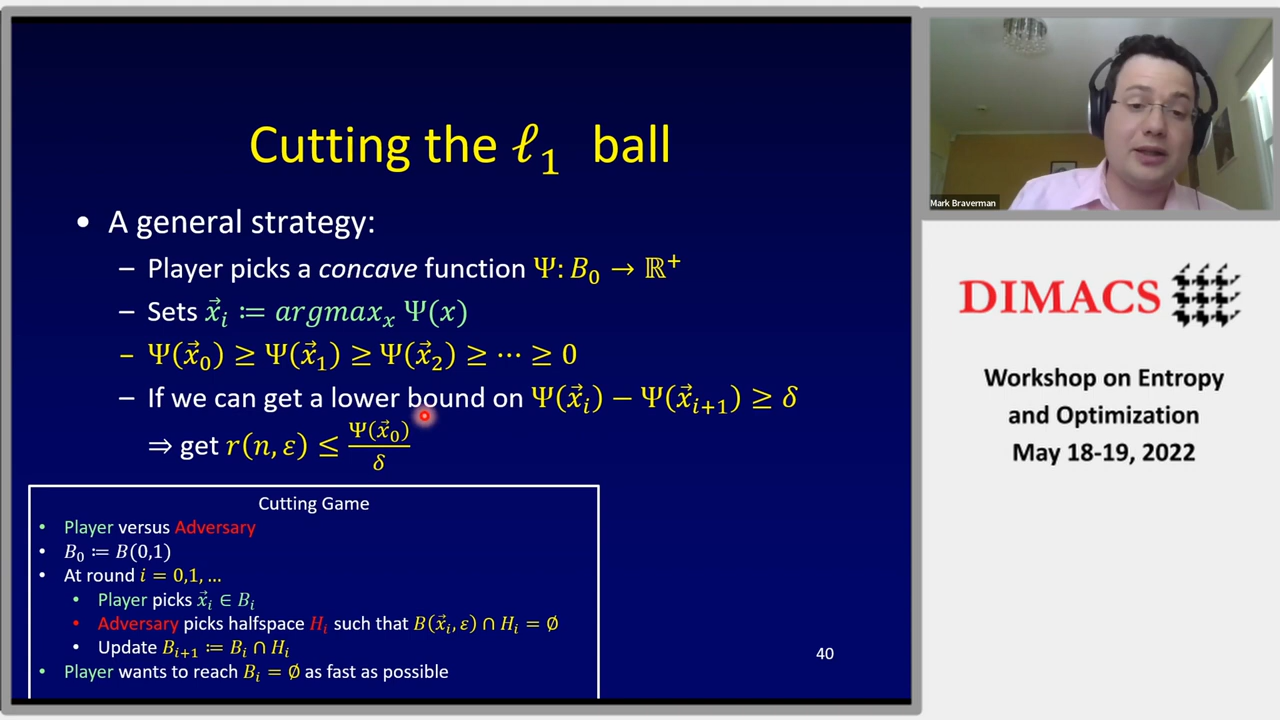 Cutting the ℓ₁ ball
• A general strategy:
– Player picks a concave function Ψ: B₀ → ℝ⁺
– Sets x⃗ᵢ ≔ argmaxₓ Ψ(x)
– Ψ(x⃗₀) ≥ Ψ(x⃗₁) ≥ Ψ(x⃗₂) ≥ ⋯ ≥ 0
– If we can get a lower bound on Ψ(x⃗ᵢ) − Ψ(x⃗ᵢ₊₁) ≥ δ
⇒ get r(n, ε) ≤ Ψ(x⃗₀)/δ
Cutting Game
• Player versus Adversary
• B₀ ≔ B(0,1)
• At round i = 0,1, …
• Player picks x⃗ᵢ ∈ Bᵢ
• Adversary picks halfspace Hᵢ such that B(x⃗ᵢ, ε) ∩ Hᵢ = ∅
• Update Bᵢ₊₁ ≔ Bᵢ ∩ Hᵢ
• Player wants to reach Bᵢ = ∅ as fast as possible
40
Mark Braverman
DIMACS
Workshop on Entropy
and Optimization
May 18-19, 2022